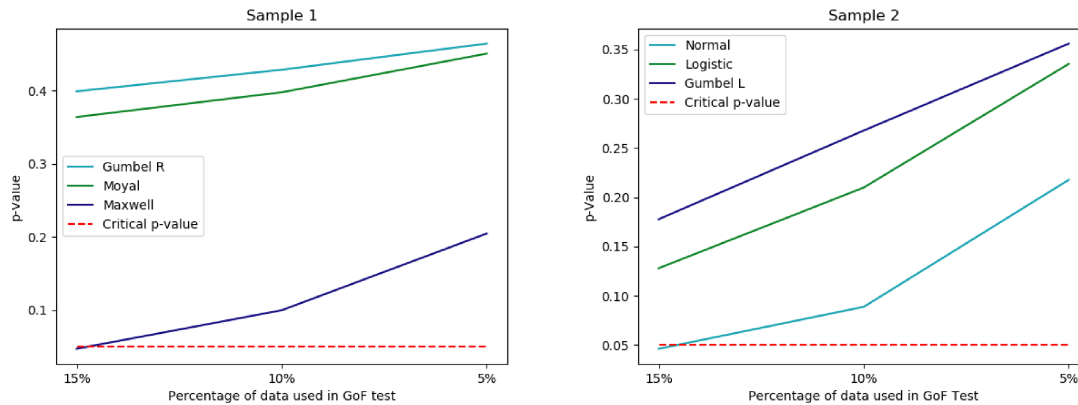 Sample 1
p-Value
0.4
0.3
0.2
0.1
Gumbel R
Moyal
Maxwell
Critical p-value
15%
10%
5%
Percentage of data used in GoF test
Sample 2
p-Value
0.35
0.30
0.25
0.20
0.15
0.10
0.05
Normal
Logistic
Gumbel L
Critical p-value
15%
10%
5%
Percentage of data used in GoF Test